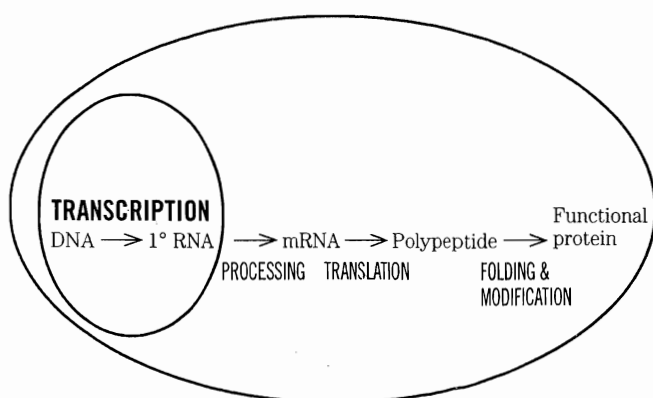 TRANSCRIPTION
DNA → 1° RNA → mRNA → Polypeptide → Functional protein
PROCESSING TRANSLATION FOLDING & MODIFICATION